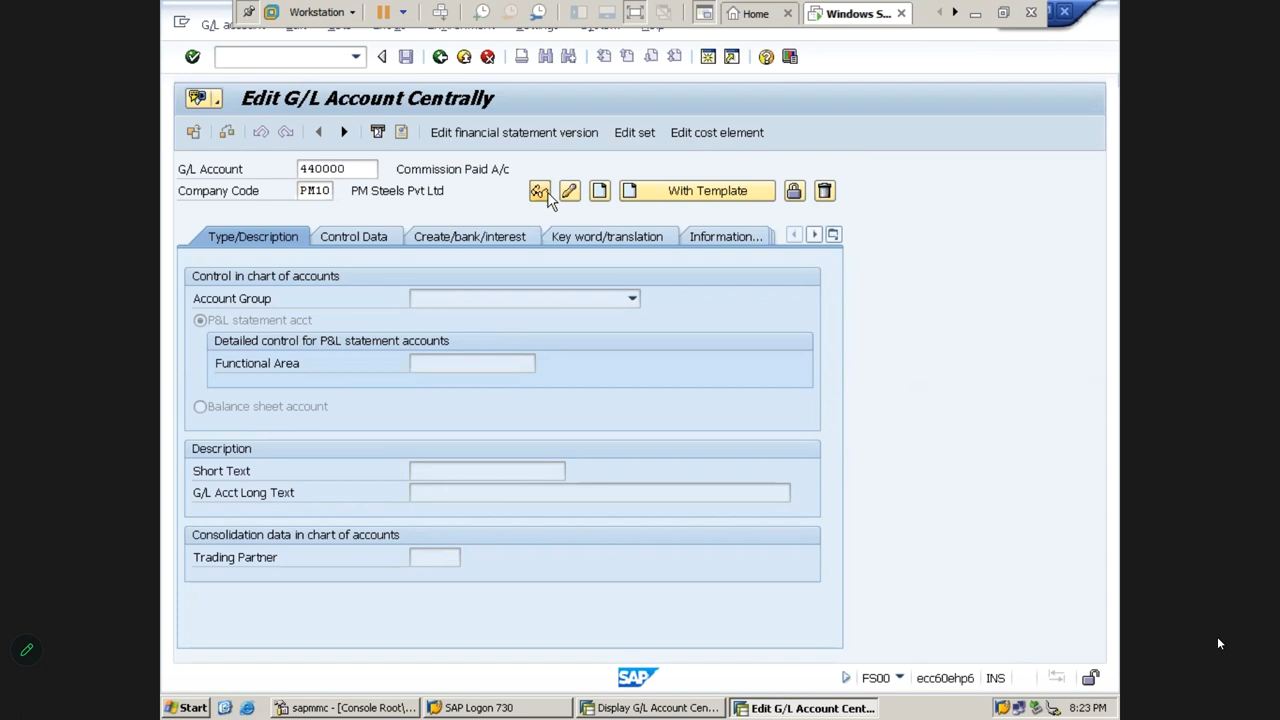 Workstation
Home
Windows S...
G/L
Edit G/L Account Centrally
Edit financial statement version Edit set Edit cost element
G/L Account 440000 Commission Paid A/c
Company Code PM10 PM Steels Pvt Ltd With Template
Type/Description Control Data Create/bank/interest Key word/translation Information...
Control in chart of accounts
Account Group
P&L statement acct
Detailed control for P&L statement accounts
Functional Area
Balance sheet account
Description
Short Text
G/L Acct Long Text
Consolidation data in chart of accounts
Trading Partner
SAP FS00 ecc60ehp6 INS
Start sapmmc - [Console Root\... SAP Logon 730 Display G/L Account Cen... Edit G/L Account Cent... 8:23 PM